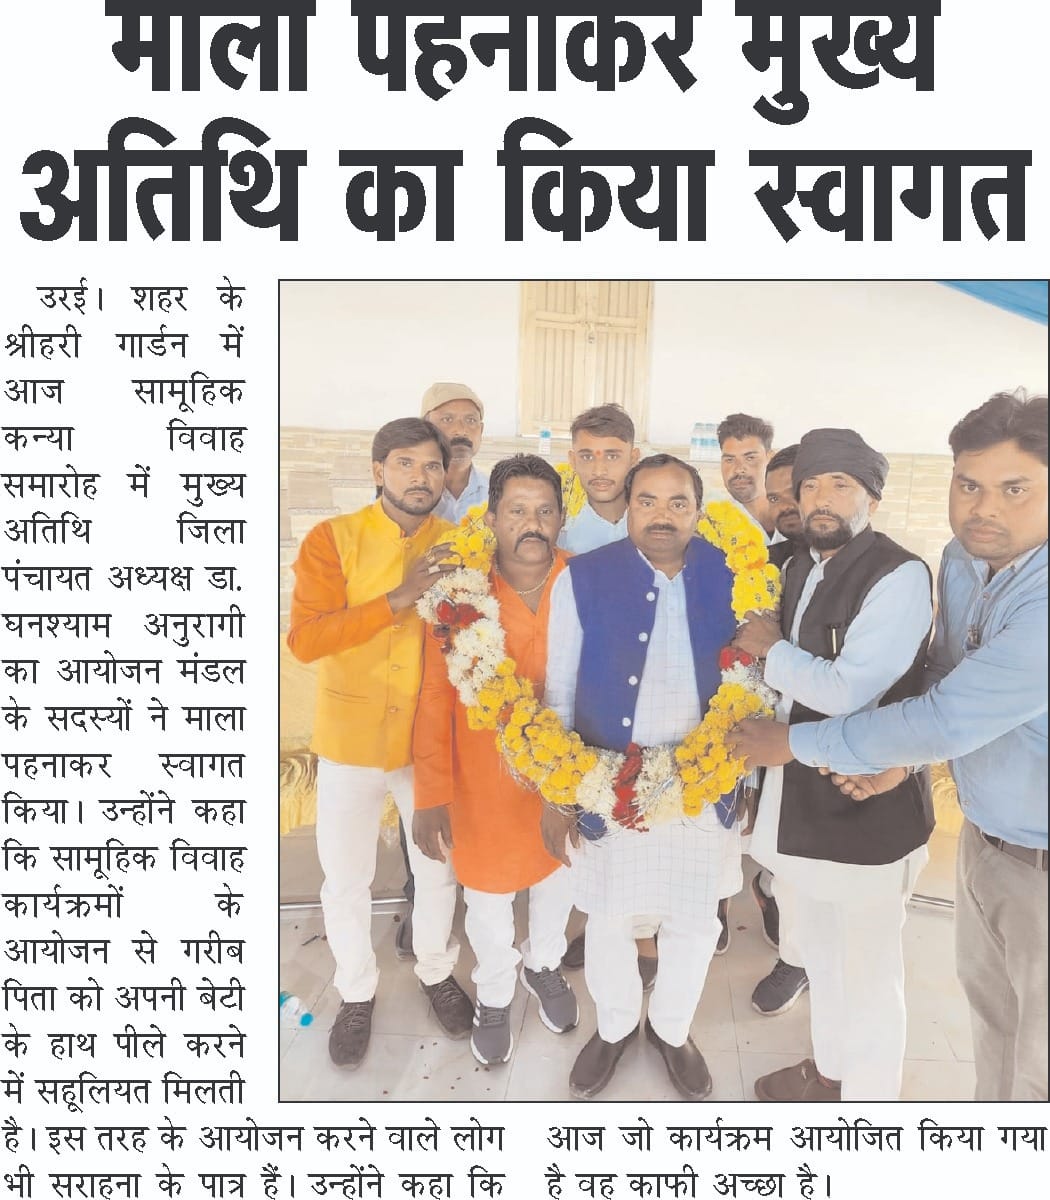 माला पहनाकर मुख्य
अतिथि का किया स्वागत
उरई। शहर के
श्रीहरी गार्डन में
आज सामूहिक
कन्या विवाह
समारोह में मुख्य
अतिथि जिला
पंचायत अध्यक्ष डा.
घनश्याम अनुरागी
का आयोजन मंडल
के सदस्यों ने माला
पहनाकर स्वागत
किया। उन्होंने कहा
कि सामूहिक विवाह
कार्यक्रमों के
आयोजन से गरीब
पिता को अपनी बेटी
के हाथ पीले करने
में सहूलियत मिलती
है। इस तरह के आयोजन करने वाले लोग
भी सराहना के पात्र हैं। उन्होंने कहा कि
आज जो कार्यक्रम आयोजित किया गया
है वह काफी अच्छा है।